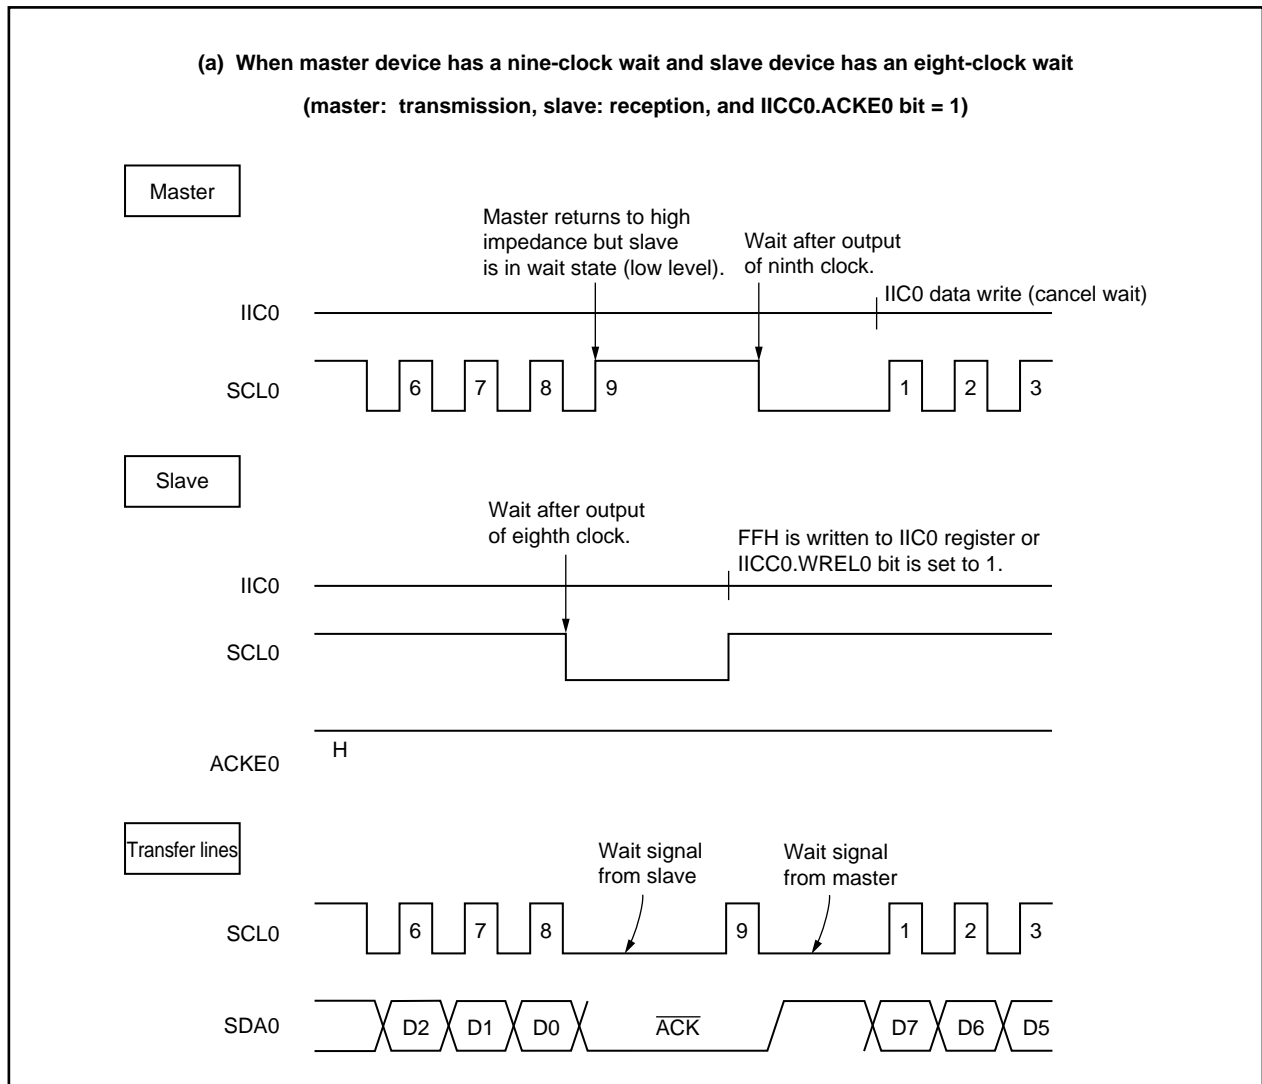 (a) When master device has a nine-clock wait and slave device has an eight-clock wait
(master: transmission, slave: reception, and IICC0.ACKE0 bit = 1)
Master
Master returns to high
impedance but slave
is in wait state (low level).
Wait after output
of ninth clock.
IIC0 data write (cancel wait)
IIC0
SCL0
6 7 8 9 1 2 3
Slave
Wait after output
of eighth clock.
FFH is written to IIC0 register or
IICC0.WREL0 bit is set to 1.
IIC0
SCL0
H
ACKE0
Transfer lines
Wait signal
from slave
Wait signal
from master
SCL0
6 7 8 9 1 2 3
SDA0
D2 D1 D0 A̅C̅K̅ D7 D6 D5